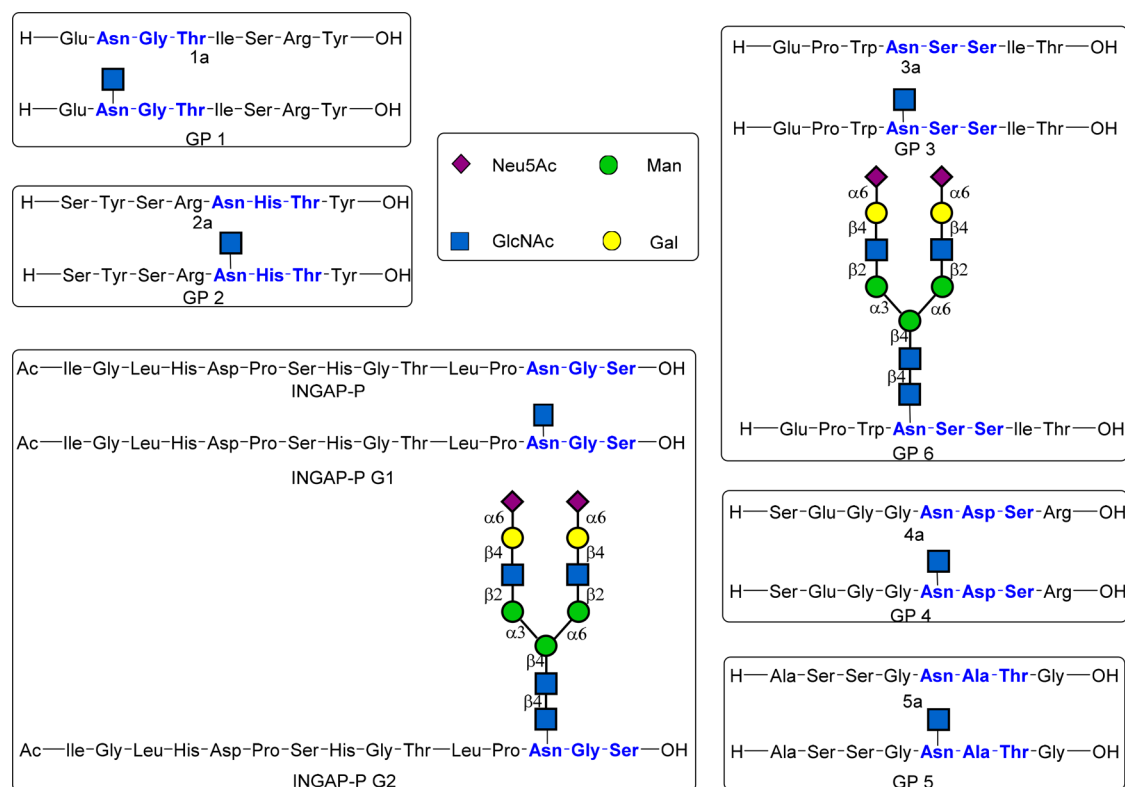 H—Glu-Asn-Gly-Thr-Ile-Ser-Arg-Tyr—OH
1a
H—Glu-Asn-Gly-Thr-Ile-Ser-Arg-Tyr—OH
GP 1
H—Ser-Tyr-Ser-Arg-Asn-His-Thr-Tyr—OH
2a
H—Ser-Tyr-Ser-Arg-Asn-His-Thr-Tyr—OH
GP 2
Neu5Ac
Man
GlcNAc
Gal
H—Glu-Pro-Trp-Asn-Ser-Ser-Ile-Thr—OH
3a
H—Glu-Pro-Trp-Asn-Ser-Ser-Ile-Thr—OH
GP 3
α6 α6
β4 β4
β2 β2
α3 α6
β4
β4
H—Glu-Pro-Trp-Asn-Ser-Ser-Ile-Thr—OH
GP 6
Ac—Ile-Gly-Leu-His-Asp-Pro-Ser-His-Gly-Thr-Leu-Pro-Asn-Gly-Ser—OH
INGAP-P
Ac—Ile-Gly-Leu-His-Asp-Pro-Ser-His-Gly-Thr-Leu-Pro-Asn-Gly-Ser—OH
INGAP-P G1
α6 α6
β4 β4
β2 β2
α3 α6
β4
β4
Ac—Ile-Gly-Leu-His-Asp-Pro-Ser-His-Gly-Thr-Leu-Pro-Asn-Gly-Ser—OH
INGAP-P G2
H—Ser-Glu-Gly-Gly-Asn-Asp-Ser-Arg—OH
4a
H—Ser-Glu-Gly-Gly-Asn-Asp-Ser-Arg—OH
GP 4
H—Ala-Ser-Ser-Gly-Asn-Ala-Thr-Gly—OH
5a
H—Ala-Ser-Ser-Gly-Asn-Ala-Thr-Gly—OH
GP 5